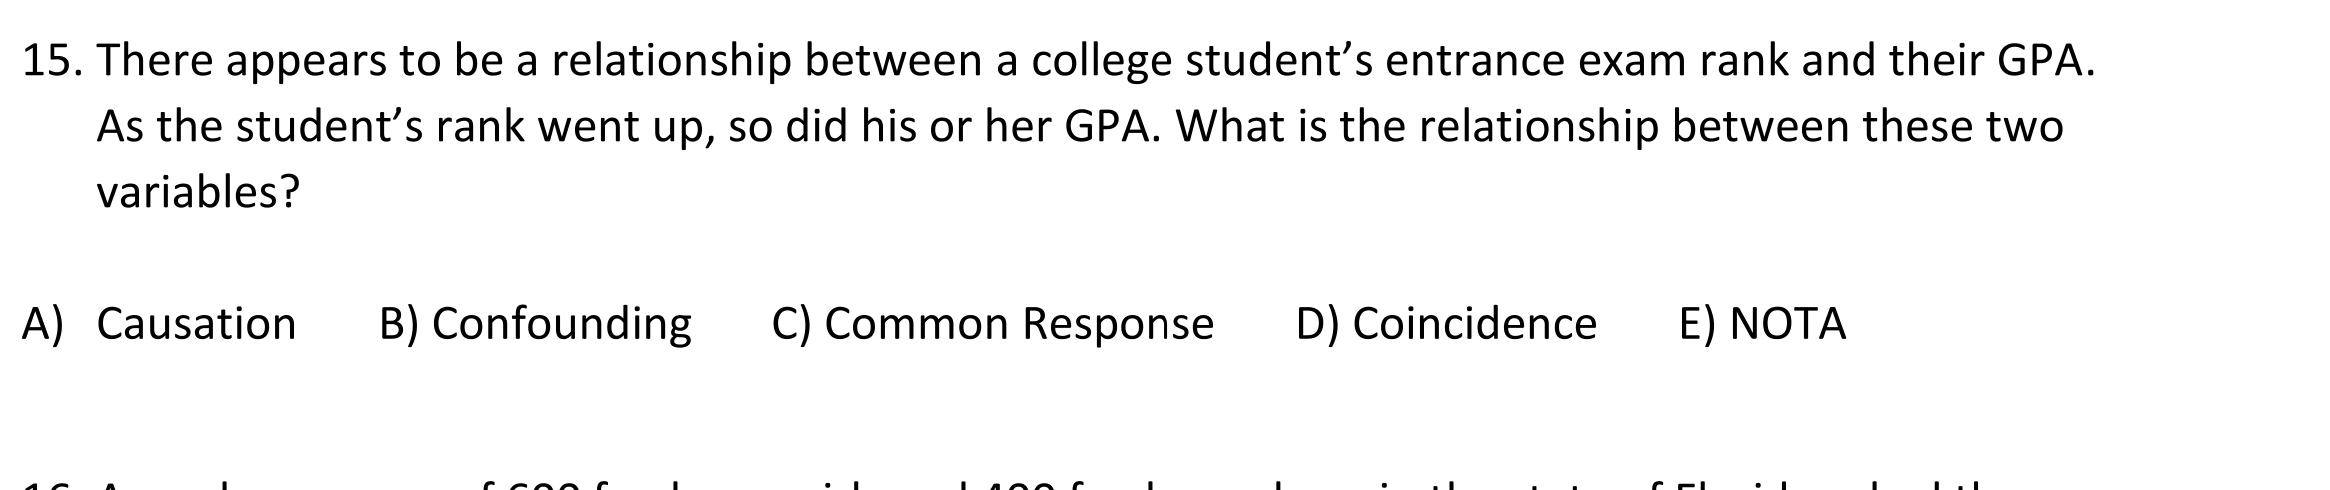 15. There appears to be a relationship between a college student’s entrance exam rank and their GPA.
As the student’s rank went up, so did his or her GPA. What is the relationship between these two
variables?
A) Causation B) Confounding C) Common Response D) Coincidence E) NOTA